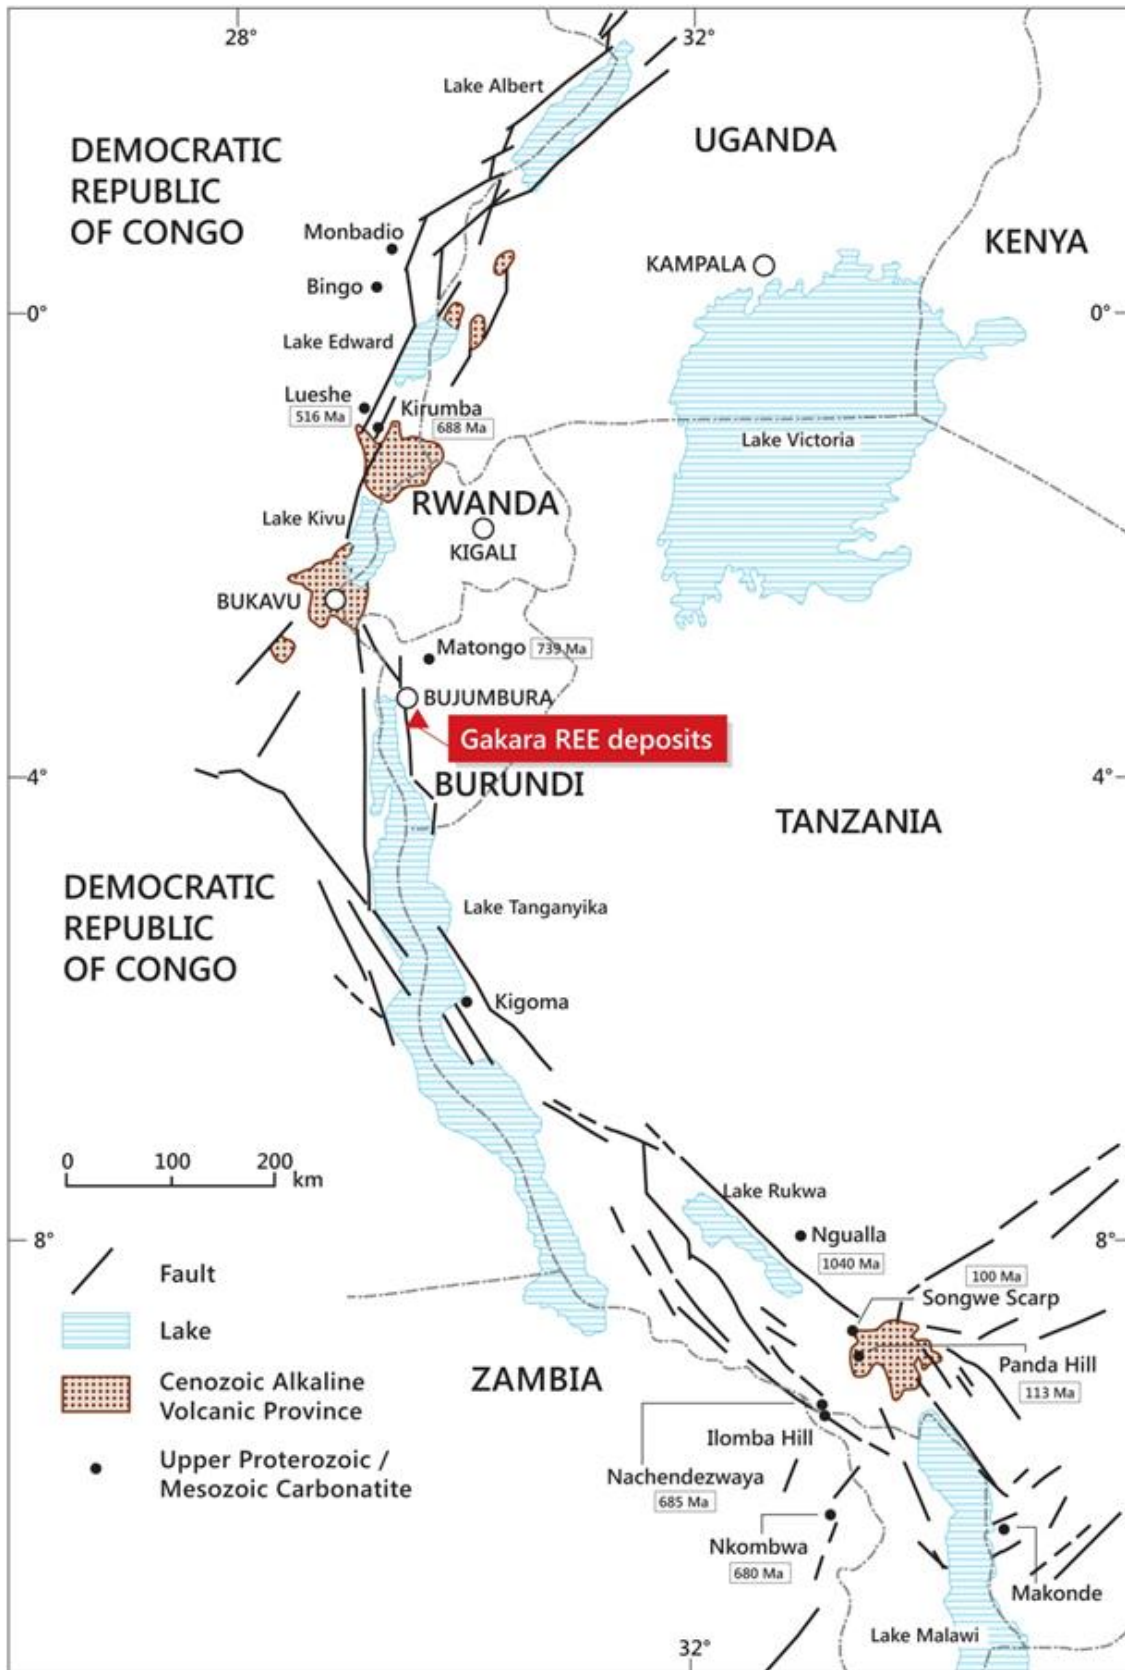 28°
32°
Lake Albert
DEMOCRATIC
REPUBLIC
OF CONGO
UGANDA
Monbadio
KENYA
KAMPALA
Bingo
0°
0°
Lake Edward
Lueshe
516 Ma
Kirumba
688 Ma
Lake Victoria
RWANDA
Lake Kivu
KIGALI
BUKAVU
Matongo
739 Ma
BUJUMBURA
Gakara REE deposits
4°
4°
BURUNDI
TANZANIA
DEMOCRATIC
REPUBLIC
OF CONGO
Lake Tanganyika
Kigoma
0 100 200
km
Lake Rukwa
Ngualla
1040 Ma
8°
8°
100 Ma
Songwe Scarp
Fault
Lake
Cenozoic Alkaline
Volcanic Province
Upper Proterozoic /
Mesozoic Carbonatite
ZAMBIA
Panda Hill
113 Ma
Ilomba Hill
Nachendezwaya
685 Ma
Nkombwa
680 Ma
Makonde
Lake Malawi
32°